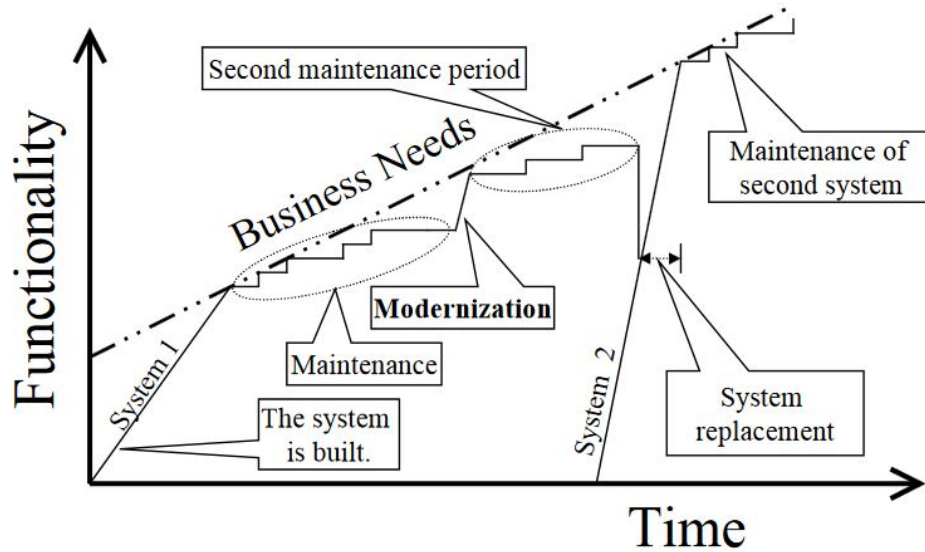 Second maintenance period
Functionality
Business Needs
Maintenance of
second system
Modernization
Maintenance
System 1
The system
is built.
System 2
System
replacement
Time